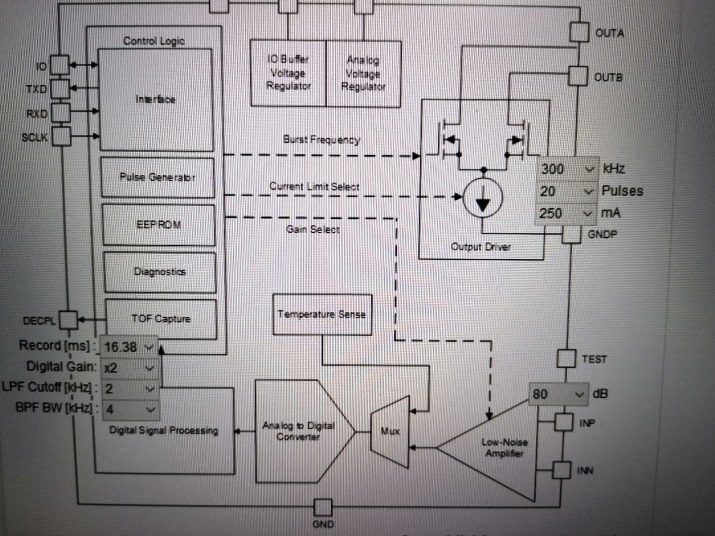 Control Logic
IO Buffer
Voltage
Regulator
Analog
Voltage
Regulator
OUTA
OUTB
IO
TXD
RXD
SCLK
Interface
Burst Frequency
Pulse Generator
Current Limit Select
300 kHz
20 Pulses
250 mA
EEPROM
Gain Select
GNDP
Output Driver
Diagnostics
Temperature Sense
DECPL
TOF Capture
Record [ms]: 16.38
Digital Gain: x2
LPF Cutoff [kHz]: 2
BPF BW [kHz]: 4
TEST
80 dB
Digital Signal Processing
Analog to Digital
Converter
Mux
Low-Noise
Amplifier
INP
INN
GND